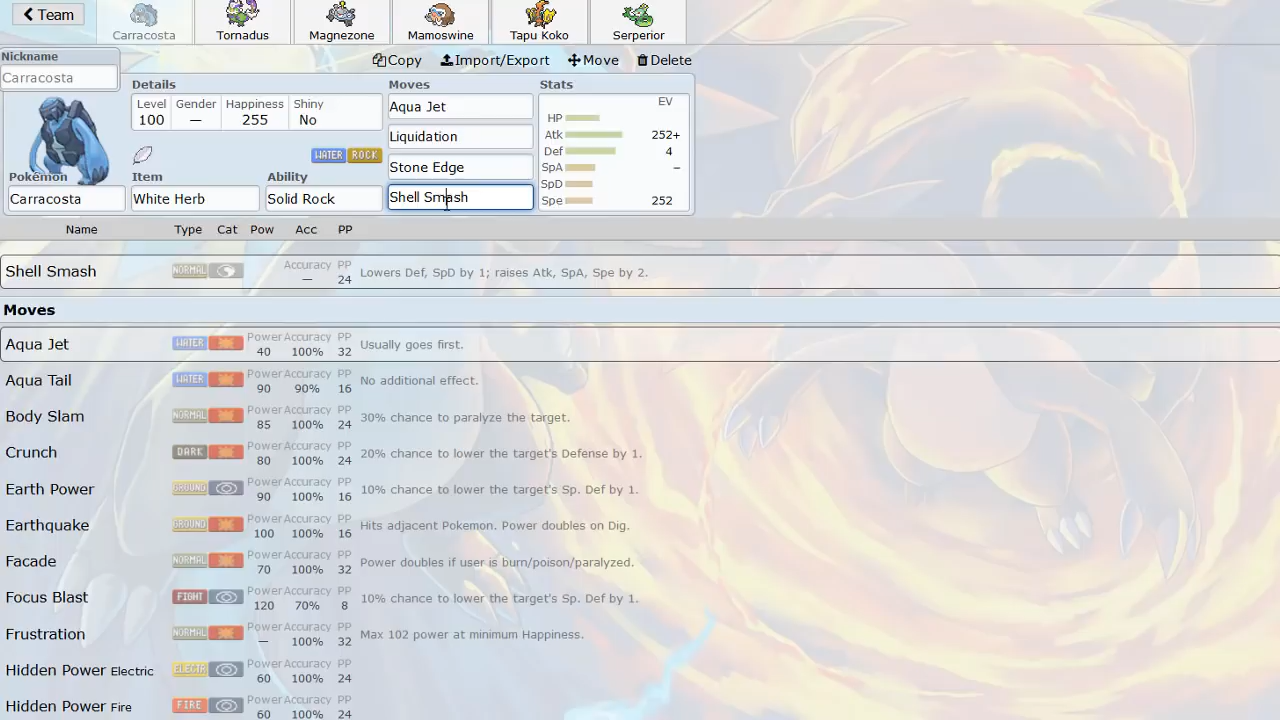 Team
Carracosta
Tornadus
Magnezone
Mamoswine
Tapu Koko
Serperior
Copy
Import/Export
Move
Delete
Nickname
Carracosta
Details
Level
100
Gender
—
Happiness
255
Shiny
No
WATER ROCK
Pokémon
Carracosta
Item
White Herb
Ability
Solid Rock
Moves
Aqua Jet
Liquidation
Stone Edge
Shell Smash
Stats
EV
HP
Atk 252+
Def 4
SpA –
SpD
Spe 252
Name Type Cat Pow Acc PP
Shell Smash NORMAL Accuracy — PP 24 Lowers Def, SpD by 1; raises Atk, SpA, Spe by 2.
Moves
Aqua Jet WATER Power 40 Accuracy 100% PP 32 Usually goes first.
Aqua Tail WATER Power 90 Accuracy 90% PP 16 No additional effect.
Body Slam NORMAL Power 85 Accuracy 100% PP 24 30% chance to paralyze the target.
Crunch DARK Power 80 Accuracy 100% PP 24 20% chance to lower the target's Defense by 1.
Earth Power GROUND Power 90 Accuracy 100% PP 16 10% chance to lower the target's Sp. Def by 1.
Earthquake GROUND Power 100 Accuracy 100% PP 16 Hits adjacent Pokemon. Power doubles on Dig.
Facade NORMAL Power 70 Accuracy 100% PP 32 Power doubles if user is burn/poison/paralyzed.
Focus Blast FIGHT Power 120 Accuracy 70% PP 8 10% chance to lower the target's Sp. Def by 1.
Frustration NORMAL Power — Accuracy 100% PP 32 Max 102 power at minimum Happiness.
Hidden Power Electric ELECTR Power 60 Accuracy 100% PP 24
Hidden Power Fire FIRE Power 60 Accuracy 100% PP 24